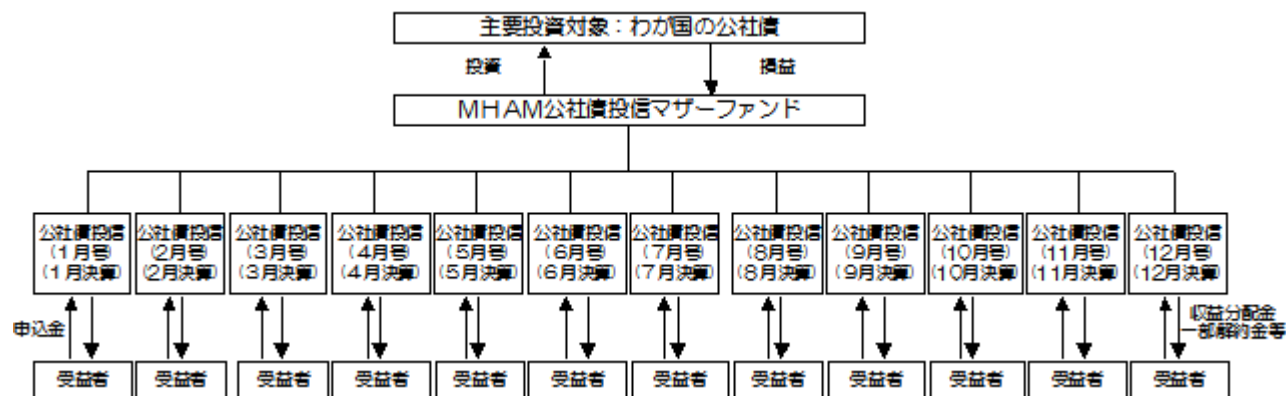 主要投資対象：わが国の公社債
投資
損益
MHAM公社債投信マザーファンド
公社債投信
(1月号)
(1月決算)
公社債投信
(2月号)
(2月決算)
公社債投信
(3月号)
(3月決算)
公社債投信
(4月号)
(4月決算)
公社債投信
(5月号)
(5月決算)
公社債投信
(6月号)
(6月決算)
公社債投信
(7月号)
(7月決算)
公社債投信
(8月号)
(8月決算)
公社債投信
(9月号)
(9月決算)
公社債投信
(10月号)
(10月決算)
公社債投信
(11月号)
(11月決算)
公社債投信
(12月号)
(12月決算)
申込金
収益分配金
一部解約金等
受益者
受益者
受益者
受益者
受益者
受益者
受益者
受益者
受益者
受益者
受益者
受益者